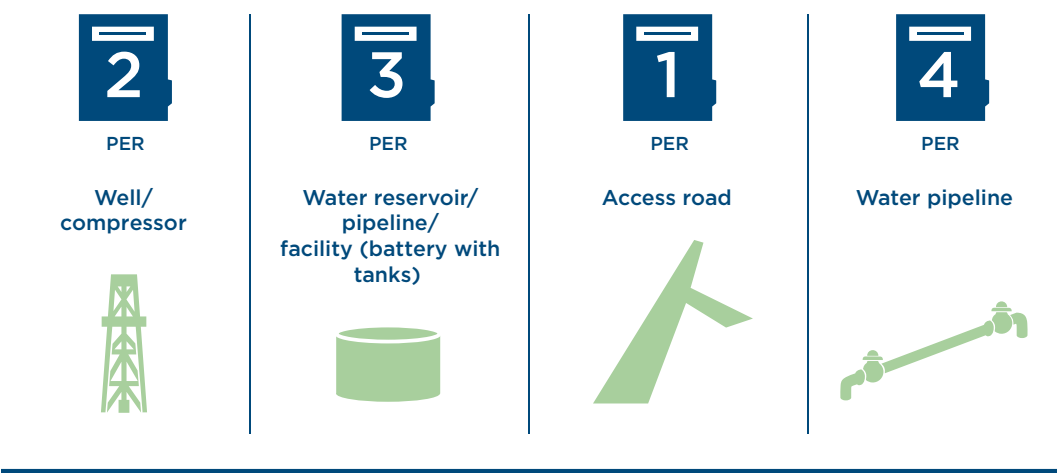 2
PER
Well/
compressor
3
PER
Water reservoir/
pipeline/
facility (battery with
tanks)
1
PER
Access road
4
PER
Water pipeline